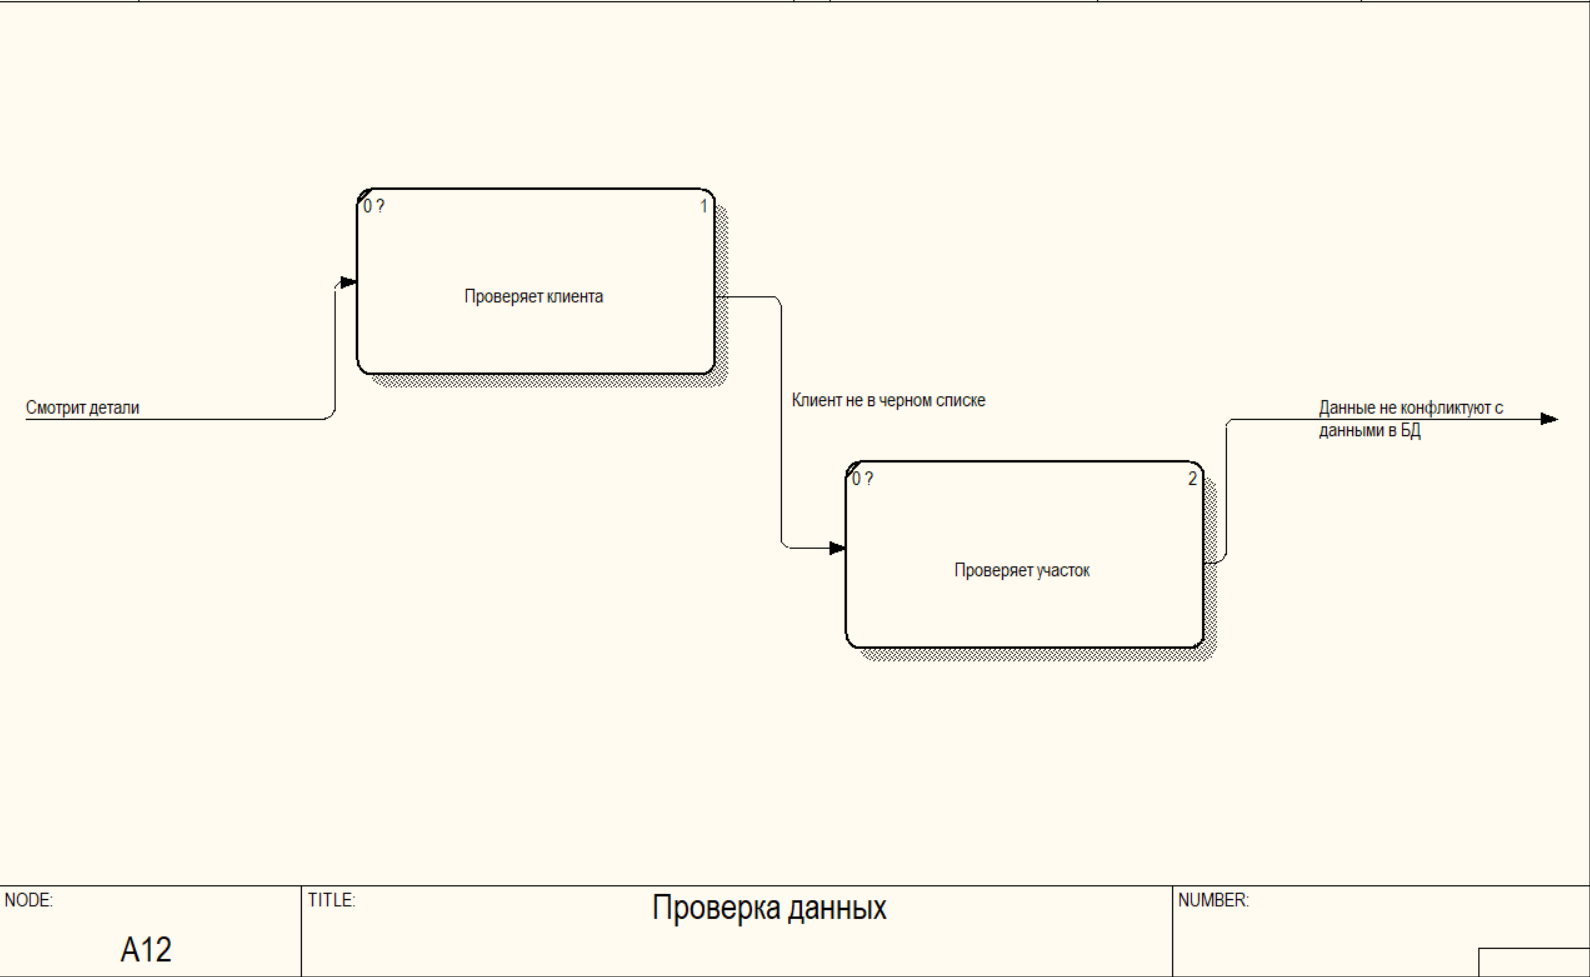 0 ?
1
Проверяет клиента
Смотрит детали
Клиент не в черном списке
Данные не конфликтуют с
данными в БД
0 ?
2
Проверяет участок
NODE:
A12
TITLE:
Проверка данных
NUMBER: